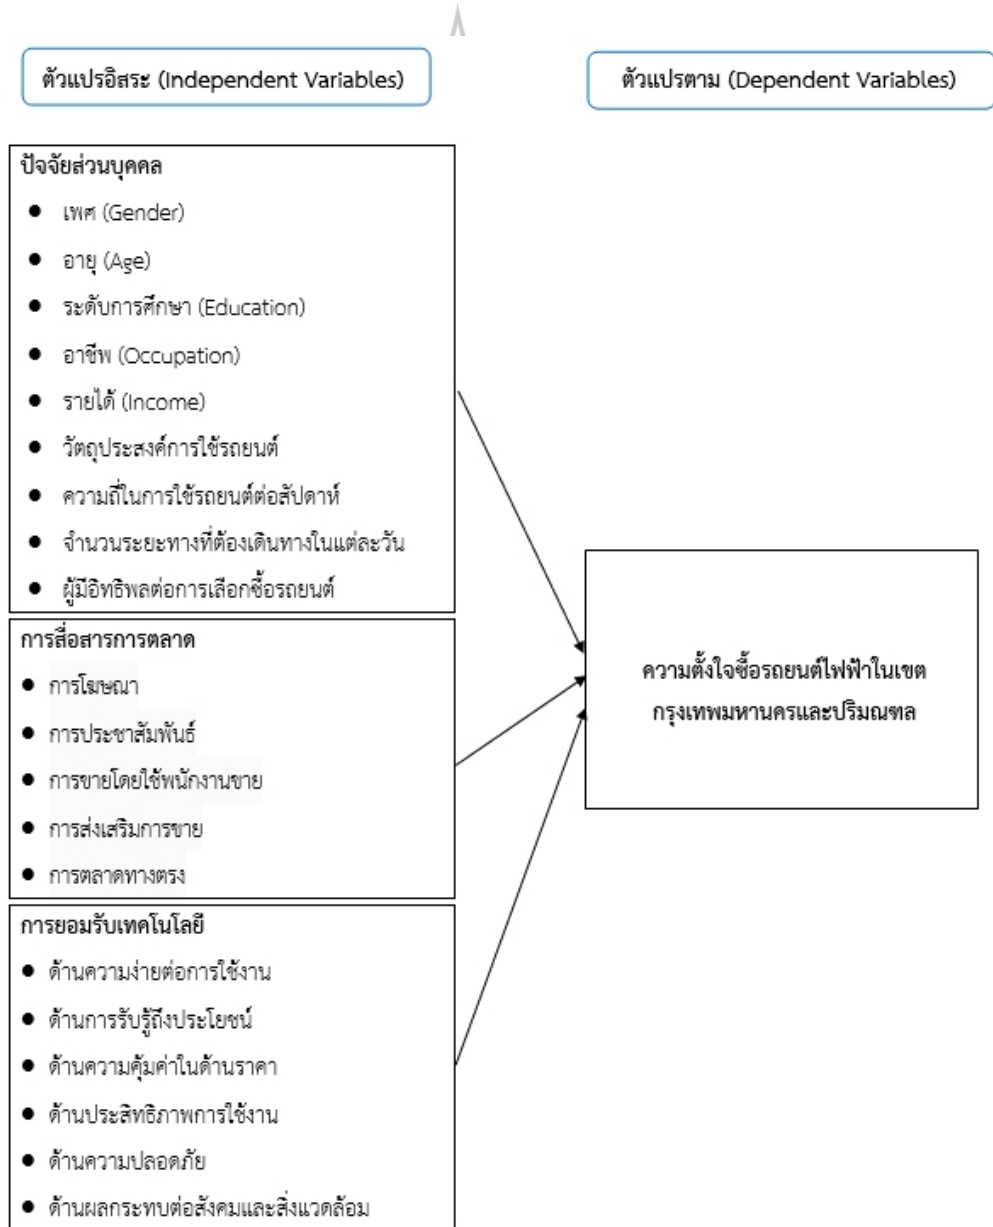 ตัวแปรอิสระ (Independent Variables)
ตัวแปรตาม (Dependent Variables)
ปัจจัยส่วนบุคคล
● เพศ (Gender)
● อายุ (Age)
● ระดับการศึกษา (Education)
● อาชีพ (Occupation)
● รายได้ (Income)
● วัตถุประสงค์การใช้รถยนต์
● ความถี่ในการใช้รถยนต์ต่อสัปดาห์
● จำนวนระยะทางที่ต้องเดินทางในแต่ละวัน
● ผู้มีอิทธิพลต่อการเลือกซื้อรถยนต์
การสื่อสารการตลาด
● การโฆษณา
● การประชาสัมพันธ์
● การขายโดยใช้พนักงานขาย
● การส่งเสริมการขาย
● การตลาดทางตรง
การยอมรับเทคโนโลยี
● ด้านความง่ายต่อการใช้งาน
● ด้านการรับรู้ถึงประโยชน์
● ด้านความคุ้มค่าในด้านราคา
● ด้านประสิทธิภาพการใช้งาน
● ด้านความปลอดภัย
● ด้านผลกระทบต่อสังคมและสิ่งแวดล้อม
ความตั้งใจซื้อรถยนต์ไฟฟ้าในเขต
กรุงเทพมหานครและปริมณฑล